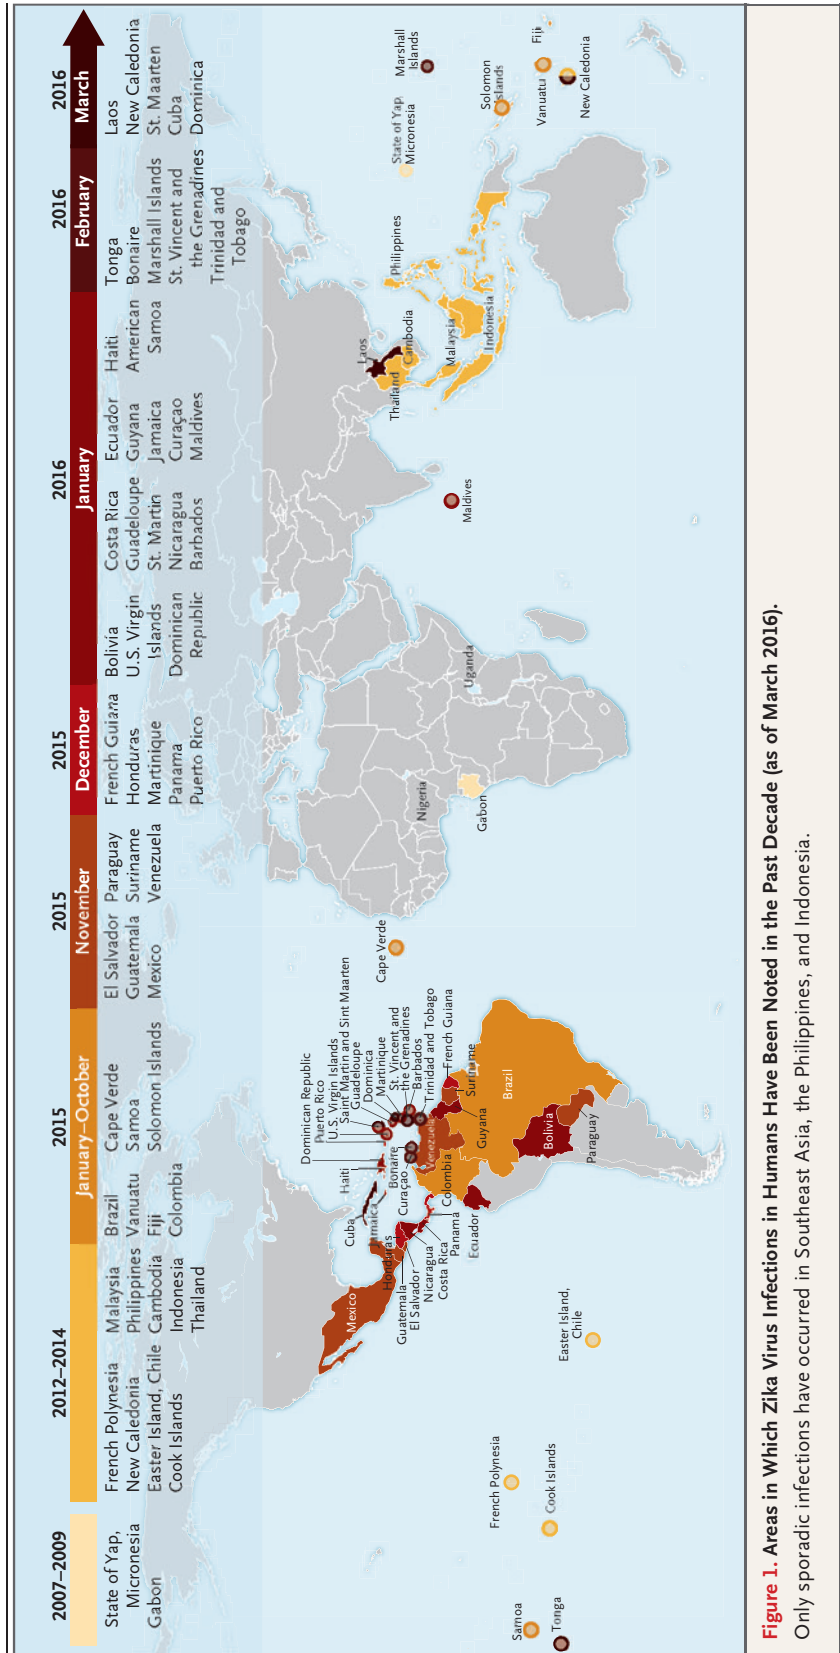 2007–2009
2012–2014
2015
2015
2015
2016
2016
2016
January–October
November
December
January
February
March
State of Yap,
Micronesia
Gabon
French Polynesia
New Caledonia
Easter Island, Chile
Cook Islands
Malaysia
Philippines
Cambodia
Indonesia
Thailand
Brazil
Vanuatu
Fiji
Colombia
Cape Verde
Samoa
Solomon Islands
El Salvador
Guatemala
Mexico
Paraguay
Suriname
Venezuela
French Guiana
Honduras
Martinique
Panama
Puerto Rico
Bolivia
U.S. Virgin
Islands
Dominican
Republic
Costa Rica
Guadeloupe
St. Martin
Nicaragua
Barbados
Ecuador
Guyana
Jamaica
Curaçao
Maldives
Haiti
American
Samoa
Tonga
Bonaire
Marshall Islands
St. Vincent and
the Grenadines
Trinidad and
Tobago
Laos
New Caledonia
St. Maarten
Cuba
Dominica
Samoa
Tonga
French Polynesia
Cook Islands
Easter Island,
Chile
Mexico
Guatemala
El Salvador
Honduras
Nicaragua
Costa Rica
Panama
Ecuador
Cuba
Jamaica
Haiti
Dominican Republic
Puerto Rico
U.S. Virgin Islands
Saint Martin and Sint Maarten
Guadeloupe
Dominica
Martinique
St. Vincent and
the Grenadines
Barbados
Trinidad and Tobago
French Guiana
Suriname
Bonaire
Curaçao
Venezuela
Colombia
Guyana
Brazil
Bolivia
Paraguay
Cape Verde
Nigeria
Gabon
Uganda
Maldives
Laos
Thailand
Cambodia
Malaysia
Indonesia
Philippines
State of Yap,
Micronesia
Marshall
Islands
Solomon
Islands
Vanuatu
Fiji
New Caledonia
Figure 1. Areas in Which Zika Virus Infections in Humans Have Been Noted in the Past Decade (as of March 2016).
Only sporadic infections have occurred in Southeast Asia, the Philippines, and Indonesia.